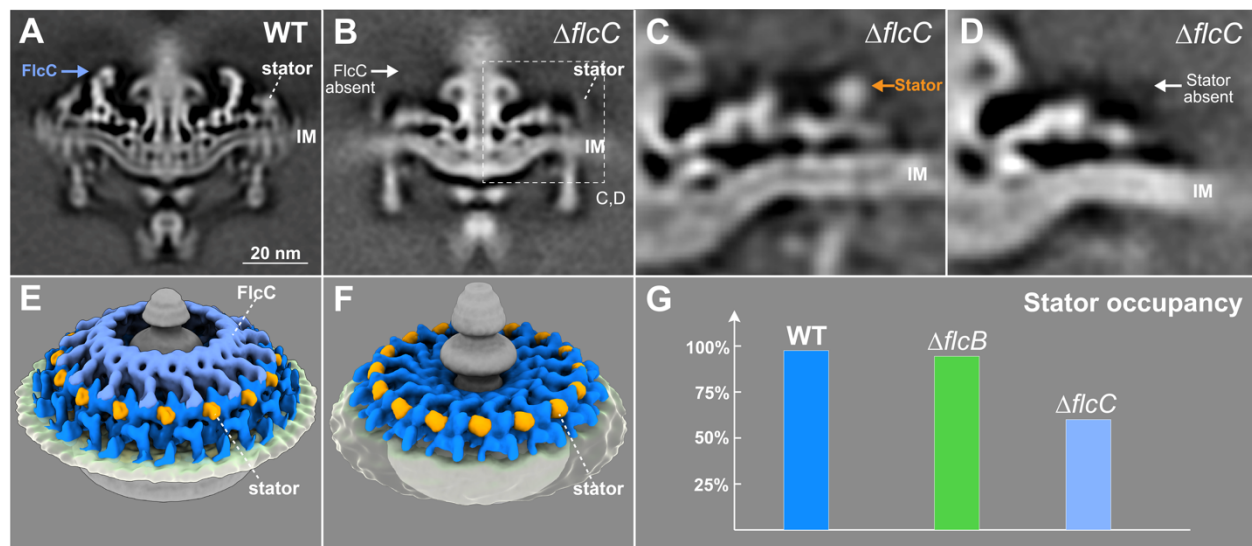 A
WT
FlcC
stator
IM
20 nm
B
ΔflcC
FlcC
absent
stator
IM
C,D
C
ΔflcC
Stator
IM
D
ΔflcC
Stator
absent
IM
E
FlcC
stator
F
stator
G
Stator occupancy
100%
75%
50%
25%
WT
ΔflcB
ΔflcC